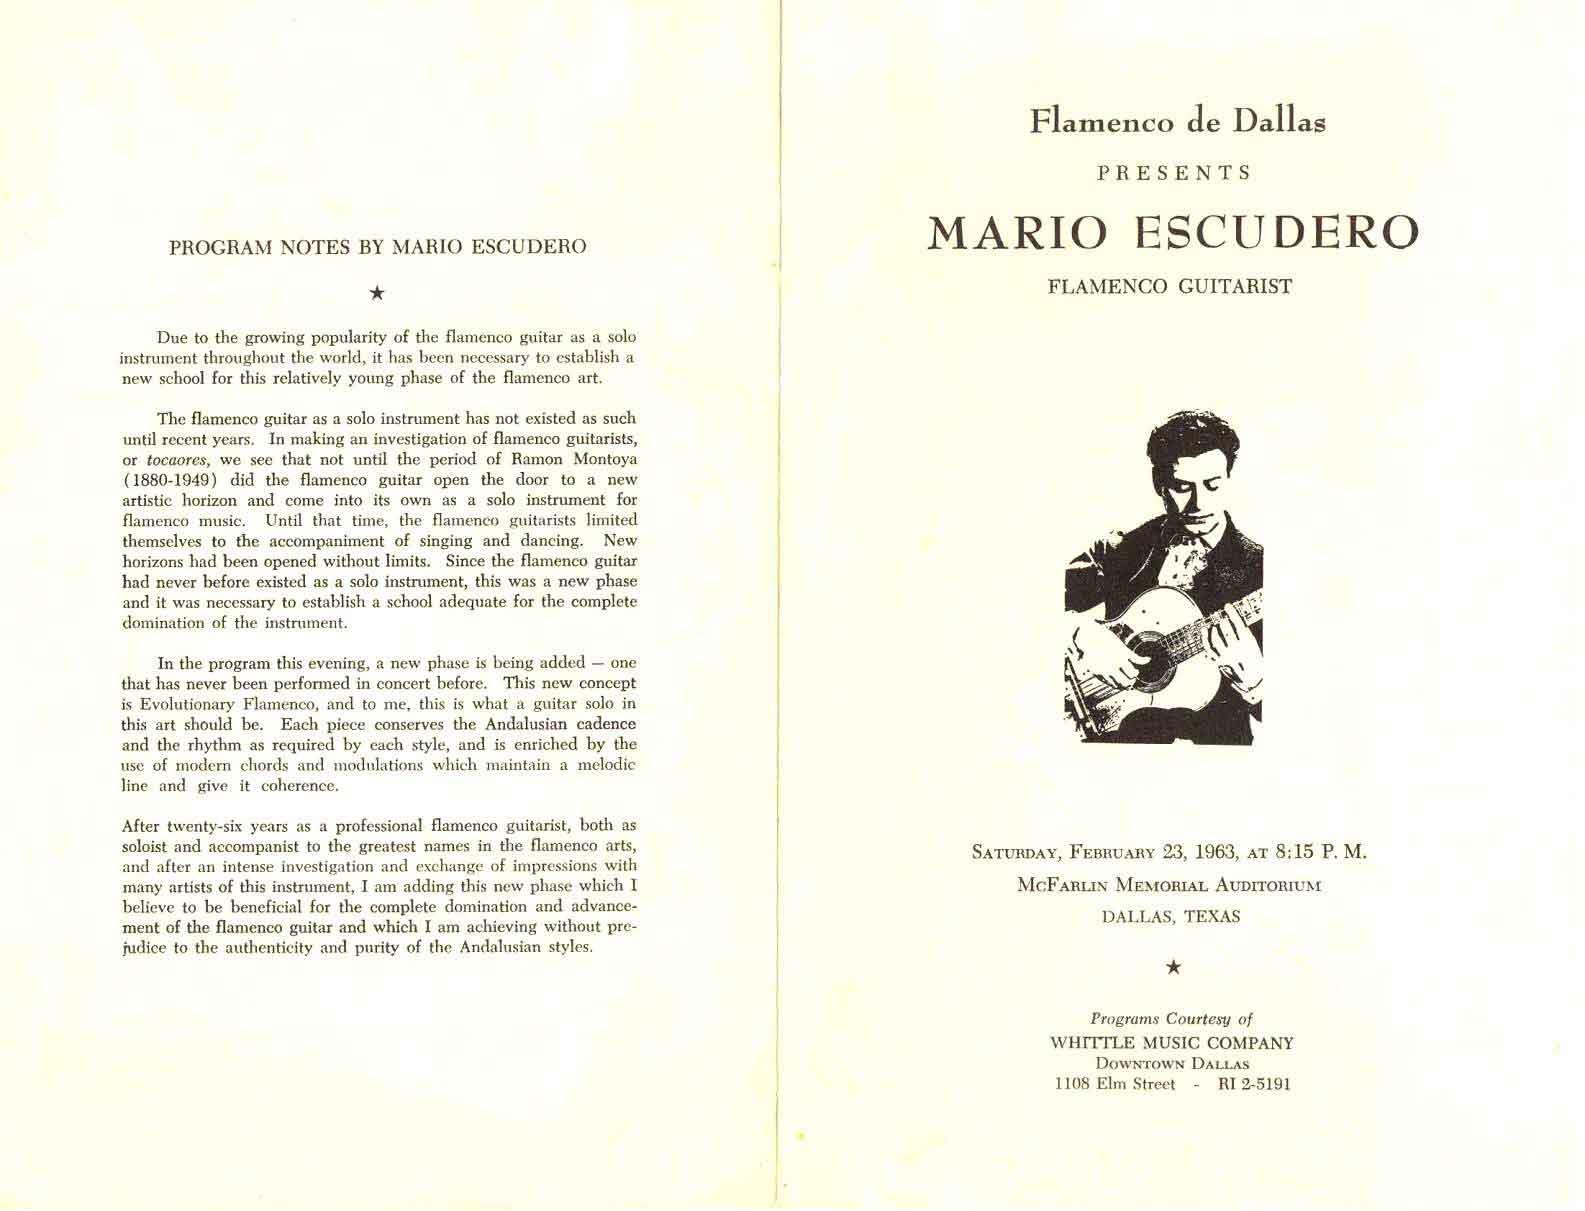 PROGRAM NOTES BY MARIO ESCUDERO
★
Due to the growing popularity of the flamenco guitar as a solo
instrument throughout the world, it has been necessary to establish a
new school for this relatively young phase of the flamenco art.
The flamenco guitar as a solo instrument has not existed as such
until recent years. In making an investigation of flamenco guitarists,
or tocaores, we see that not until the period of Ramon Montoya
(1880-1949) did the flamenco guitar open the door to a new
artistic horizon and come into its own as a solo instrument for
flamenco music. Until that time, the flamenco guitarists limited
themselves to the accompaniment of singing and dancing. New
horizons had been opened without limits. Since the flamenco guitar
had never before existed as a solo instrument, this was a new phase
and it was necessary to establish a school adequate for the complete
domination of the instrument.
In the program this evening, a new phase is being added — one
that has never been performed in concert before. This new concept
is Evolutionary Flamenco, and to me, this is what a guitar solo in
this art should be. Each piece conserves the Andalusian cadence
and the rhythm as required by each style, and is enriched by the
use of modern chords and modulations which maintain a melodic
line and give it coherence.
After twenty-six years as a professional flamenco guitarist, both as
soloist and accompanist to the greatest names in the flamenco arts,
and after an intense investigation and exchange of impressions with
many artists of this instrument, I am adding this new phase which I
believe to be beneficial for the complete domination and advance-
ment of the flamenco guitar and which I am achieving without pre-
judice to the authenticity and purity of the Andalusian styles.
Flamenco de Dallas
PRESENTS
MARIO ESCUDERO
FLAMENCO GUITARIST
SATURDAY, FEBRUARY 23, 1963, AT 8:15 P. M.
MCFARLIN MEMORIAL AUDITORIUM
DALLAS, TEXAS
★
Programs Courtesy of
WHITTLE MUSIC COMPANY
DOWNTOWN DALLAS
1108 Elm Street - RI 2-5191